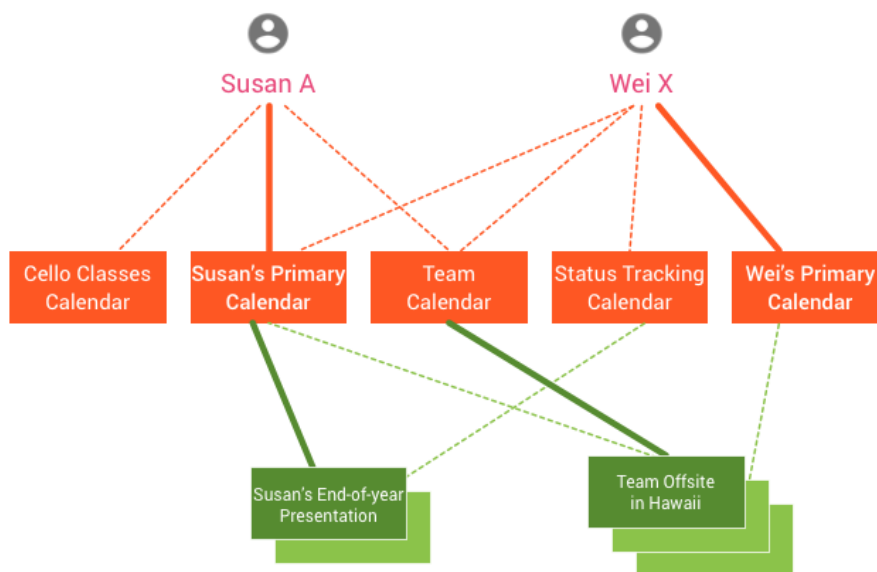 Susan A
Wei X
Cello Classes
Calendar
Susan's Primary
Calendar
Team
Calendar
Status Tracking
Calendar
Wei's Primary
Calendar
Susan's End-of-year
Presentation
Team Offsite
in Hawaii